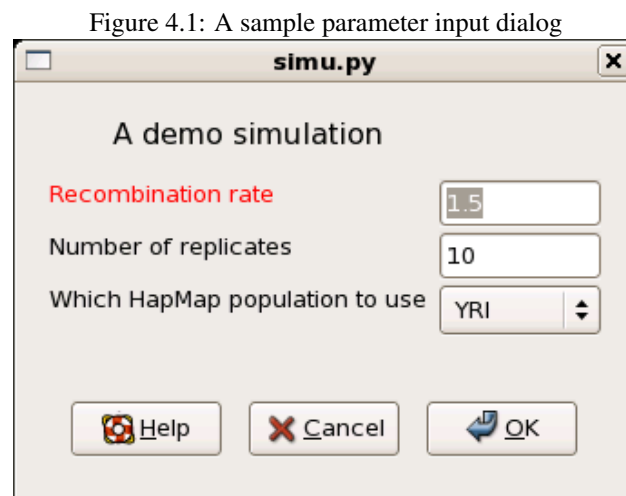 Figure 4.1: A sample parameter input dialog
simu.py
A demo simulation
Recombination rate 1.5
Number of replicates 10
Which HapMap population to use YRI
Help Cancel OK